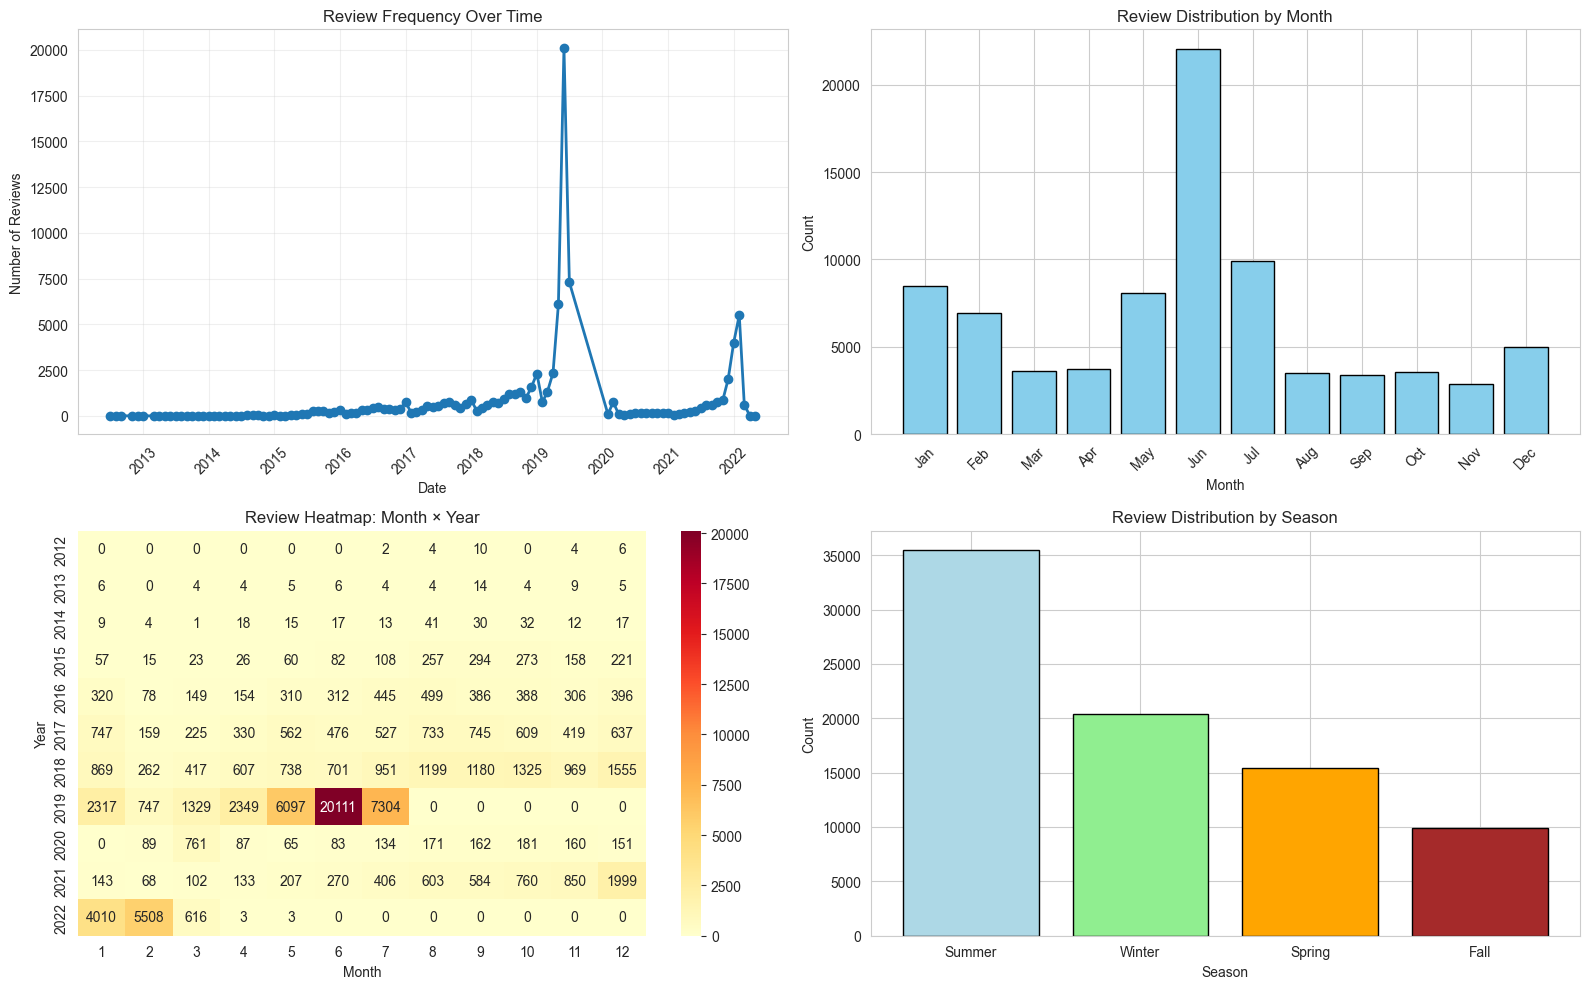 Review Frequency Over Time
20000
17500
15000
12500
10000
7500
5000
2500
0
Number of Reviews
2013 2014 2015 2016 2017 2018 2019 2020 2021 2022
Date
Review Distribution by Month
20000
15000
10000
5000
0
Count
Jan Feb Mar Apr May Jun Jul Aug Sep Oct Nov Dec
Month
Review Heatmap: Month × Year
Year
2012 0 0 0 0 0 0 2 4 10 0 4 6
2013 6 0 4 4 5 6 4 4 14 4 9 5
2014 9 4 1 18 15 17 13 41 30 32 12 17
2015 57 15 23 26 60 82 108 257 294 273 158 221
2016 320 78 149 154 310 312 445 499 386 388 306 396
2017 747 159 225 330 562 476 527 733 745 609 419 637
2018 869 262 417 607 738 701 951 1199 1180 1325 969 1555
2019 2317 747 1329 2349 6097 20111 7304 0 0 0 0 0
2020 0 89 761 87 65 83 134 171 162 181 160 151
2021 143 68 102 133 207 270 406 603 584 760 850 1999
2022 4010 5508 616 3 3 0 0 0 0 0 0 0
1 2 3 4 5 6 7 8 9 10 11 12
Month
20000
17500
15000
12500
10000
7500
5000
2500
0
Review Distribution by Season
35000
30000
25000
20000
15000
10000
5000
0
Count
Summer Winter Spring Fall
Season